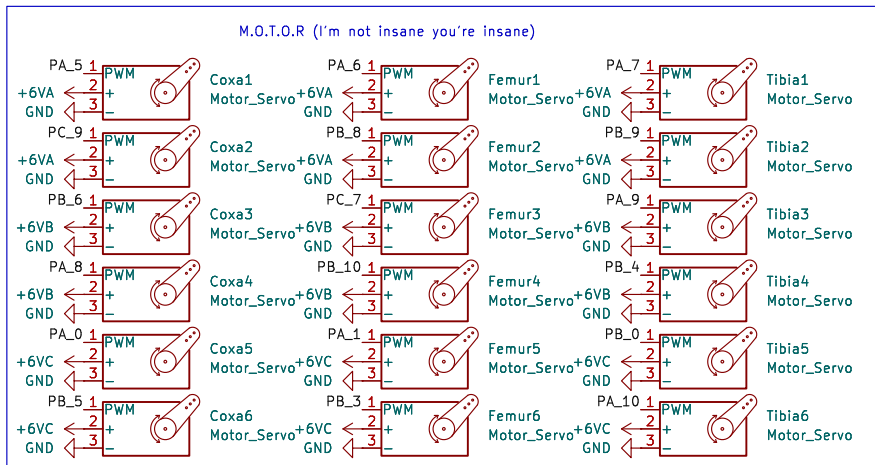 M.O.T.O.R (I'm not insane you're insane)
PA_5 1 PWM Coxa1 PA_6 1 PWM Femur1 PA_7 1 PWM Tibia1
+6VA 2 + Motor_Servo +6VA 2 + Motor_Servo +6VA 2 + Motor_Servo
GND 3 − GND 3 − GND 3 −
PC_9 1 PWM Coxa2 PB_8 1 PWM Femur2 PB_9 1 PWM Tibia2
+6VA 2 + Motor_Servo +6VA 2 + Motor_Servo +6VA 2 + Motor_Servo
GND 3 − GND 3 − GND 3 −
PB_6 1 PWM Coxa3 PC_7 1 PWM Femur3 PA_9 1 PWM Tibia3
+6VB 2 + Motor_Servo +6VB 2 + Motor_Servo +6VB 2 + Motor_Servo
GND 3 − GND 3 − GND 3 −
PA_8 1 PWM Coxa4 PB_10 1 PWM Femur4 PB_4 1 PWM Tibia4
+6VB 2 + Motor_Servo +6VB 2 + Motor_Servo +6VB 2 + Motor_Servo
GND 3 − GND 3 − GND 3 −
PA_0 1 PWM Coxa5 PA_1 1 PWM Femur5 PB_0 1 PWM Tibia5
+6VC 2 + Motor_Servo +6VC 2 + Motor_Servo +6VC 2 + Motor_Servo
GND 3 − GND 3 − GND 3 −
PB_5 1 PWM Coxa6 PB_3 1 PWM Femur6 PA_10 1 PWM Tibia6
+6VC 2 + Motor_Servo +6VC 2 + Motor_Servo +6VC 2 + Motor_Servo
GND 3 − GND 3 − GND 3 −